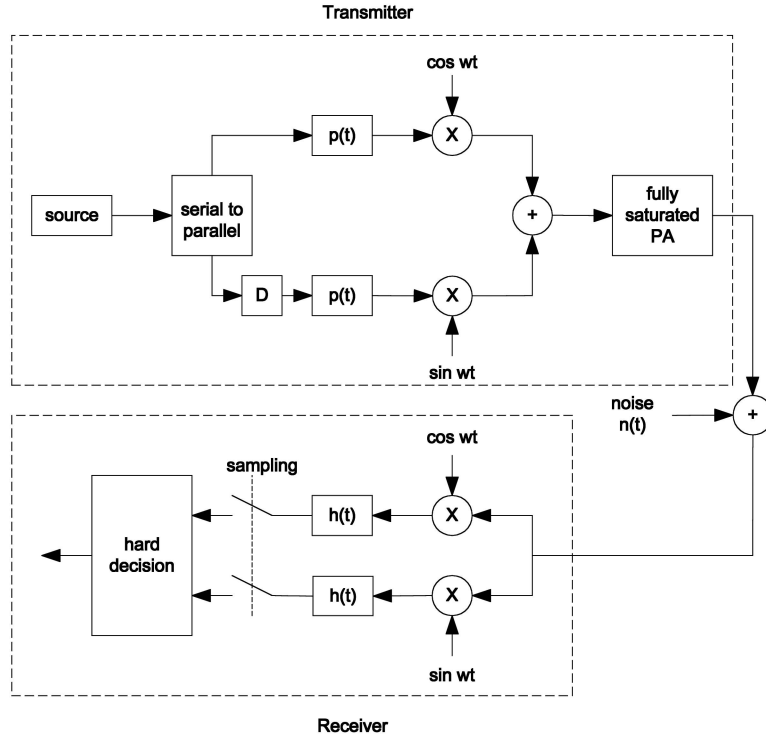 Transmitter
cos wt
p(t)
X
source
serial to
parallel
+
fully
saturated
PA
D
p(t)
X
sin wt
noise
n(t)
+
cos wt
sampling
h(t)
X
hard
decision
h(t)
X
sin wt
Receiver